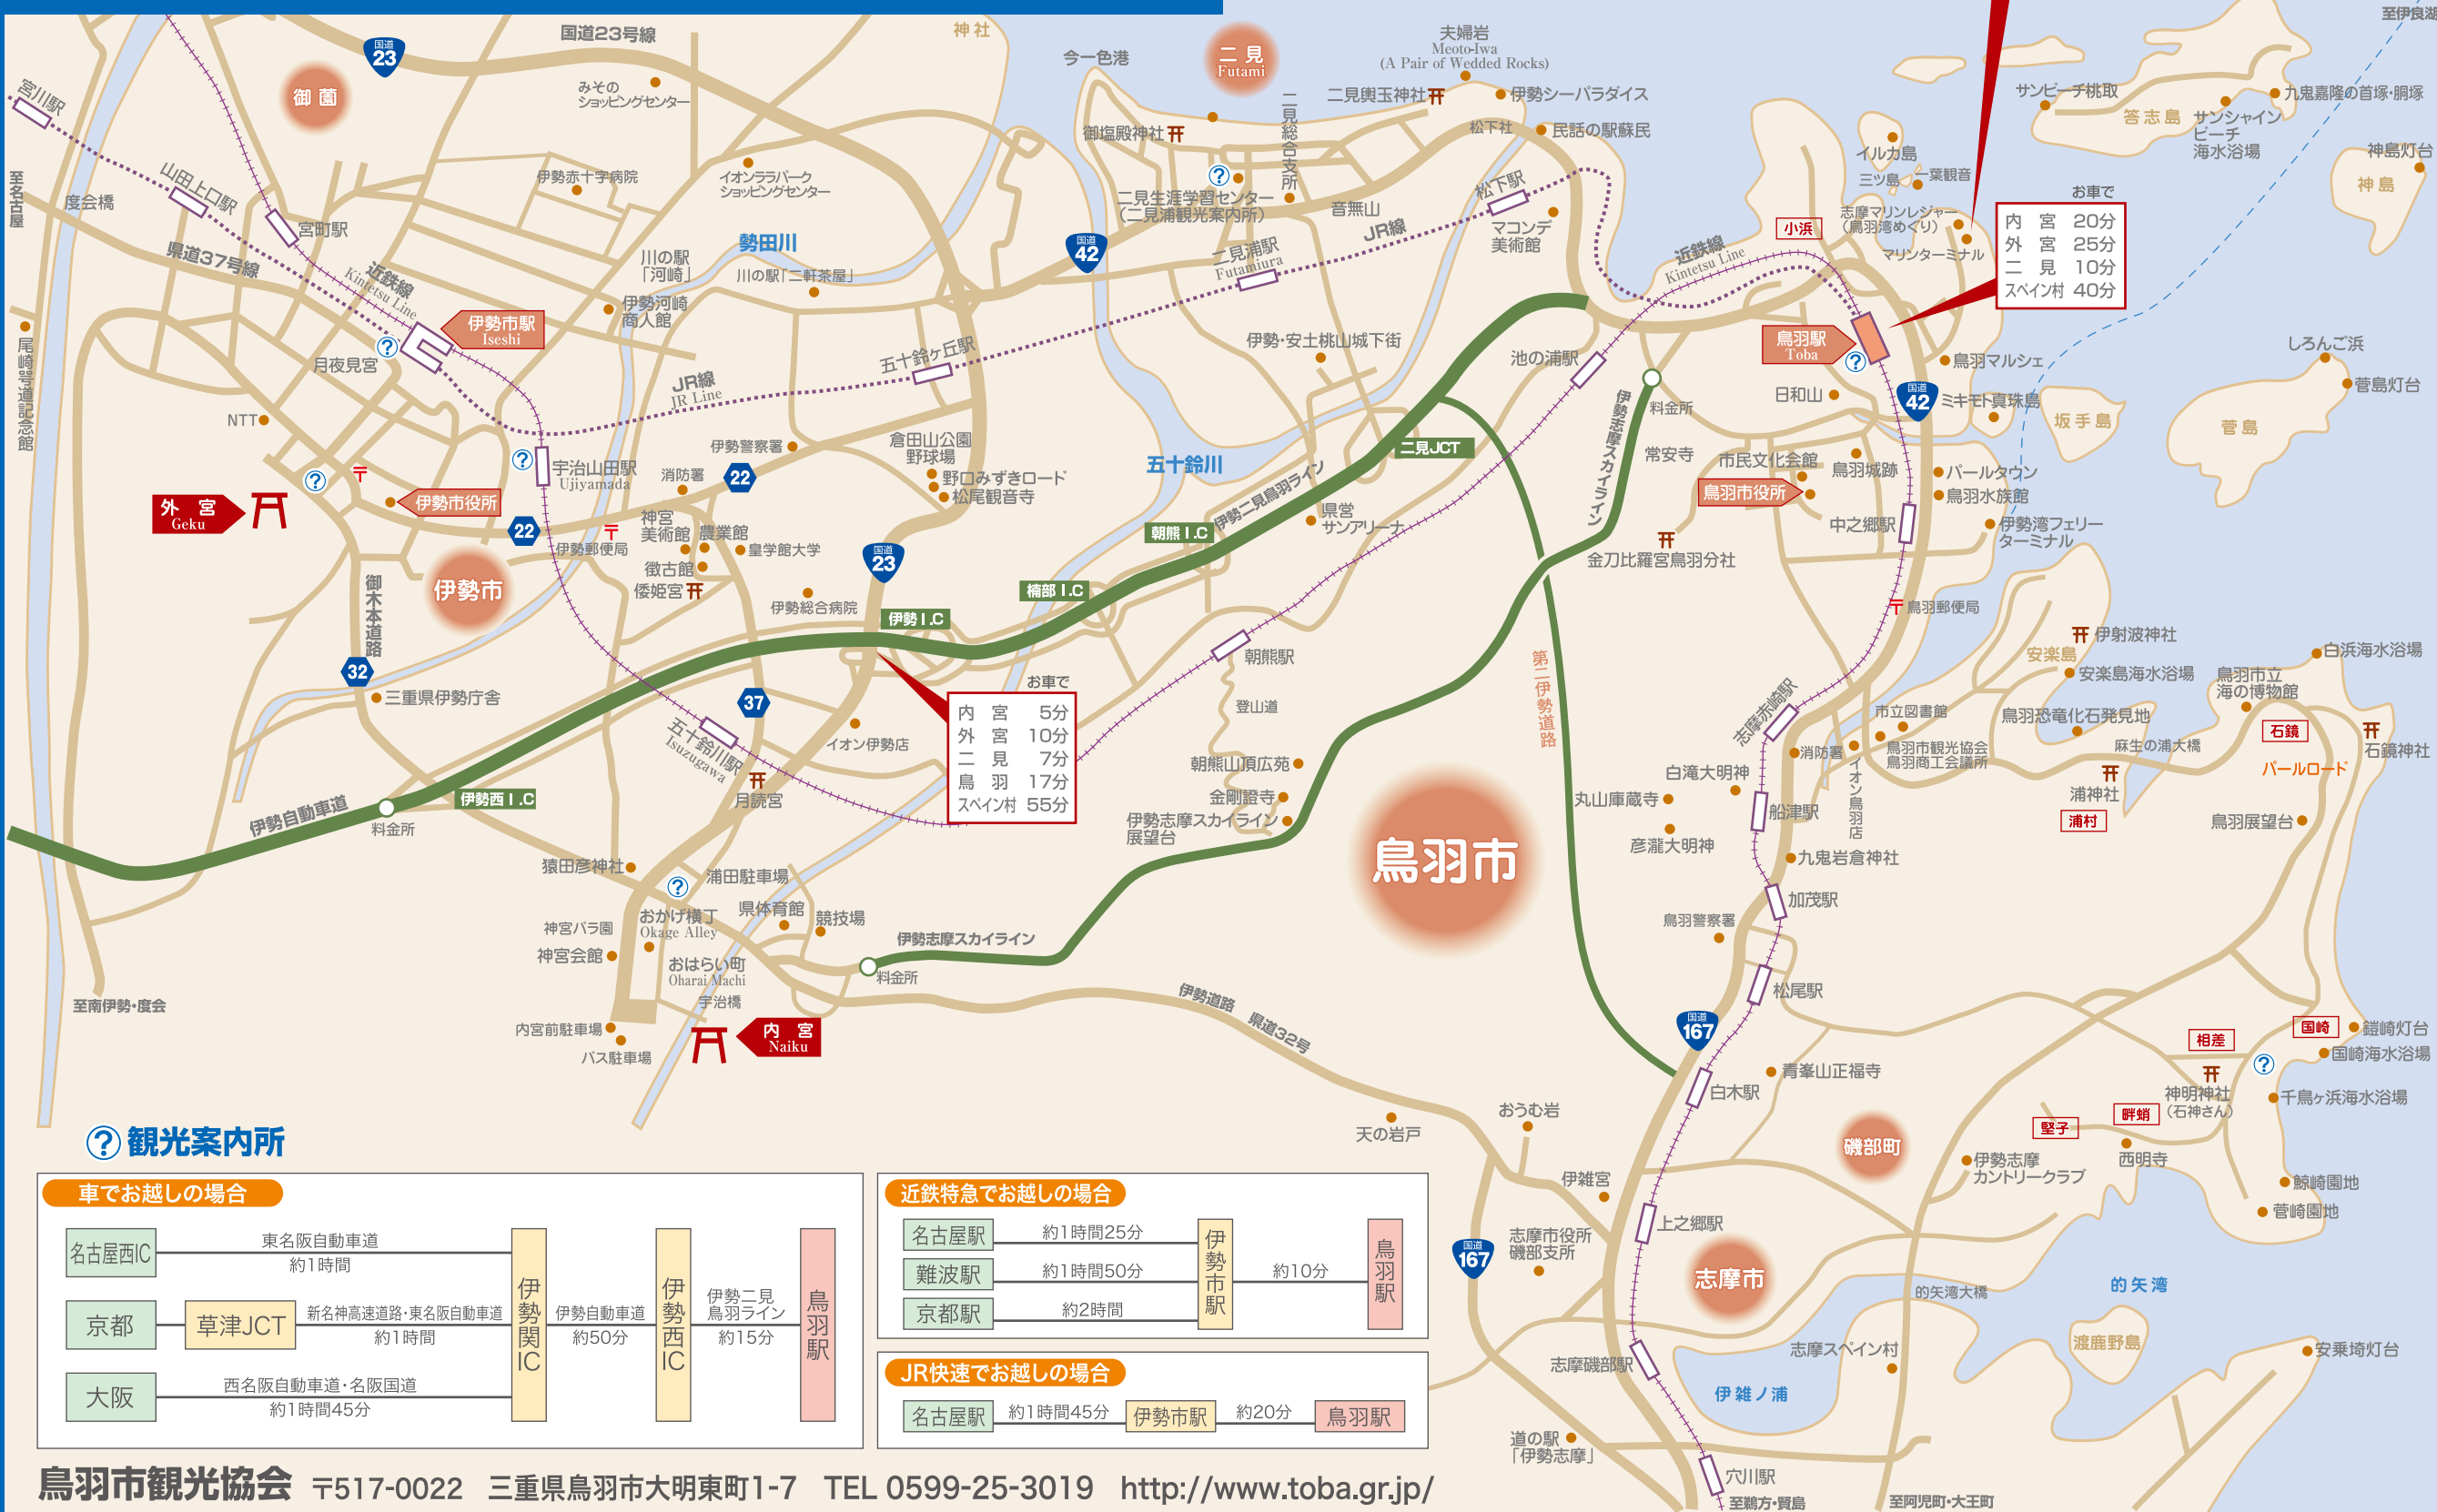 国道23号線
国道
23
神社
今一色港
二見
Futami
夫婦岩
Meoto-Iwa
(A Pair of Wedded Rocks)
至伊良湖
宮川駅
御薗
みその
ショッピングセンター
二見興玉神社
伊勢シーパラダイス
サンビーチ桃取
九鬼嘉隆の首塚・胴塚
答志島
サンシャイン
ビーチ
海水浴場
御塩殿神社
二見総合支所
松下社
民話の駅蘇民
イルカ島
神島灯台
神島
至名古屋
度会橋
山田上口駅
伊勢赤十字病院
イオンララパーク
ショッピングセンター
二見生涯学習センター
(二見浦観光案内所)
音無山
松下駅
マコンデ
美術館
三ツ島
一葉観音
志摩マリンレジャー
(鳥羽湾めぐり)
マリンターミナル
小浜
お車で
内宮 20分
外宮 25分
二見 10分
スペイン村 40分
宮町駅
県道37号線
近鉄線
Kintetsu Line
川の駅
「河崎」
勢田川
川の駅「二軒茶屋」
国道
42
二見浦駅
Futamiura
JR線
近鉄線
Kintetsu Line
伊勢市駅
Iseshi
伊勢河崎
商人館
尾崎咢堂記念館
月夜見宮
JR線
JR Line
五十鈴ヶ丘駅
伊勢・安土桃山城下街
池の浦駅
鳥羽駅
Toba
鳥羽マルシェ
しろんご浜
菅島灯台
菅島
坂手島
日和山
国道
42
ミキモト真珠島
料金所
伊勢志摩スカイライン
NTT
伊勢警察署
倉田山公園
野球場
野口みずきロード
松尾観音寺
五十鈴川
二見JCT
常安寺
市民文化会館
鳥羽城跡
パールタウン
鳥羽水族館
鳥羽市役所
宇治山田駅
Ujiyamada
消防署
22
外宮
Geku
伊勢市役所
22
伊勢郵便局
神宮
美術館
農業館
皇学館大学
徴古館
倭姫宮
国道
23
朝熊I.C
伊勢二見鳥羽ライン
県営
サンアリーナ
中之郷駅
伊勢湾フェリー
ターミナル
金刀比羅宮鳥羽分社
鳥羽郵便局
伊勢市
御木本道路
伊勢総合病院
楠部I.C
伊勢I.C
朝熊駅
登山道
第二伊勢道路
伊射波神社
安楽島
安楽島海水浴場
白浜海水浴場
鳥羽市立
海の博物館
32
三重県伊勢庁舎
37
お車で
内宮 5分
外宮 10分
二見 7分
鳥羽 17分
スペイン村 55分
五十鈴川駅
Isuzugawa
イオン伊勢店
月読宮
志摩赤崎駅
市立図書館
鳥羽恐竜化石発見地
麻生の浦大橋
石鏡
石鏡神社
パールロード
消防署
鳥羽市観光協会
鳥羽商工会議所
イオン鳥羽店
浦神社
浦村
鳥羽展望台
朝熊山頂広苑
金剛證寺
伊勢志摩スカイライン
展望台
白滝大明神
丸山庫蔵寺
彦瀧大明神
船津駅
九鬼岩倉神社
鳥羽市
伊勢自動車道
料金所
伊勢西I.C
猿田彦神社
浦田駐車場
おかげ横丁
Okage Alley
県体育館
競技場
神宮バラ園
神宮会館
おはらい町
Oharai Machi
宇治橋
伊勢志摩スカイライン
料金所
加茂駅
鳥羽警察署
松尾駅
至南伊勢・度会
内宮前駐車場
バス駐車場
内宮
Naiku
伊勢道路
県道32号
国道
167
白木駅
青峯山正福寺
国崎
鎧崎灯台
国崎海水浴場
相差
神明神社
(石神さん)
千鳥ヶ浜海水浴場
畔蛸
堅子
西明寺
伊勢志摩
カントリークラブ
鯨崎園地
菅崎園地
天の岩戸
おうむ岩
伊雑宮
磯部町
志摩市役所
磯部支所
国道
167
上之郷駅
志摩市
的矢湾大橋
的矢湾
渡鹿野島
安乗埼灯台
志摩スペイン村
伊雑ノ浦
志摩磯部駅
道の駅
「伊勢志摩」
穴川駅
至鵜方・賢島
至阿児町・大王町
? 観光案内所
車でお越しの場合
名古屋西IC
東名阪自動車道
約1時間
京都
草津JCT
新名神高速道路・東名阪自動車道
約1時間
大阪
西名阪自動車道・名阪国道
約1時間45分
伊勢関IC
伊勢自動車道
約50分
伊勢西IC
伊勢二見
鳥羽ライン
約15分
鳥羽駅
近鉄特急でお越しの場合
名古屋駅
約1時間25分
難波駅
約1時間50分
京都駅
約2時間
伊勢市駅
約10分
鳥羽駅
JR快速でお越しの場合
名古屋駅
約1時間45分
伊勢市駅
約20分
鳥羽駅
鳥羽市観光協会 〒517-0022 三重県鳥羽市大明東町1-7 TEL 0599-25-3019 http://www.toba.gr.jp/